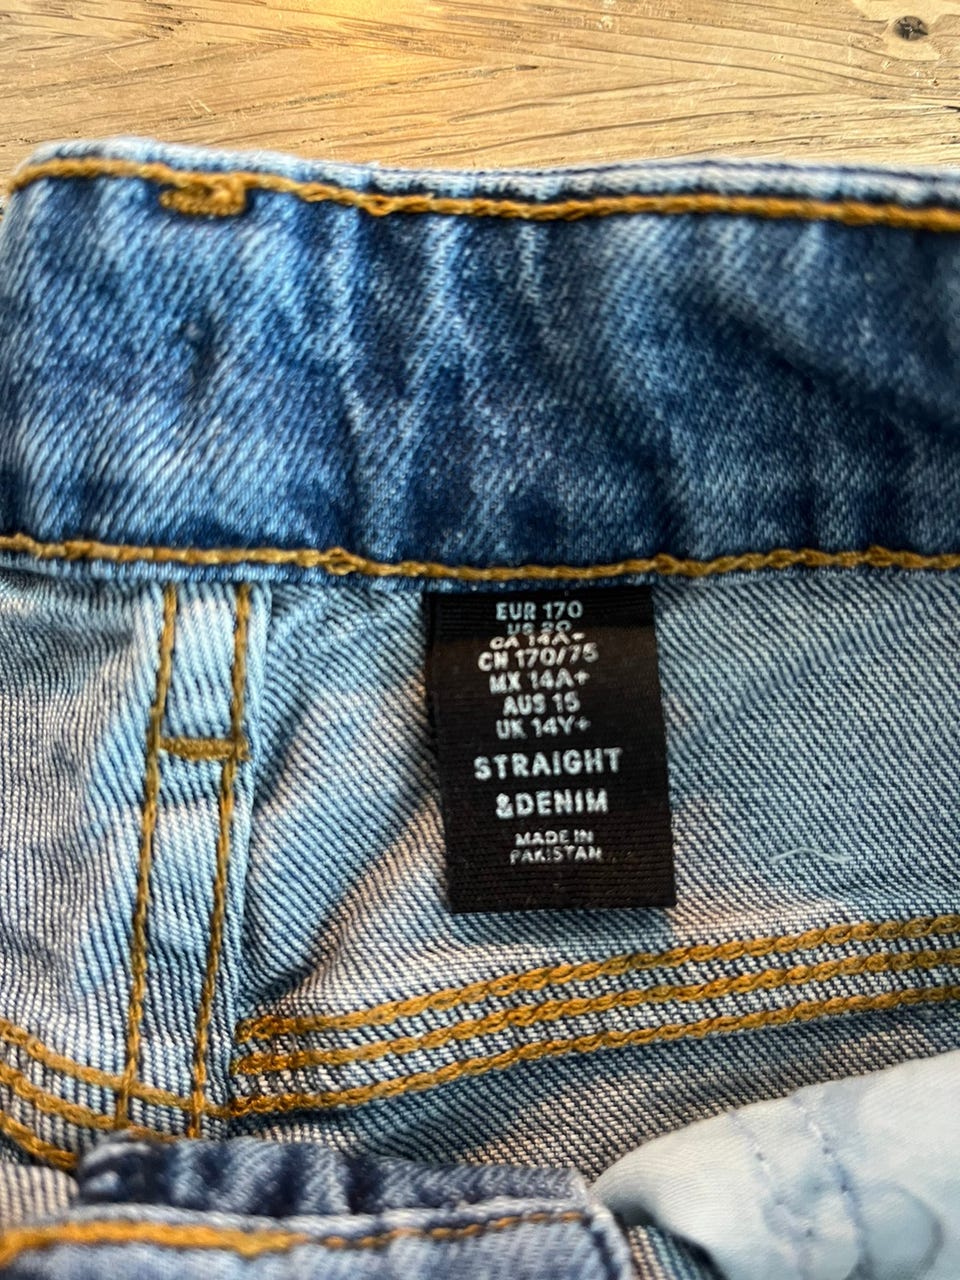 EUR 170
US 20
CA 14A+
CN 170/75
MX 14A+
AUS 15
UK 14Y+
STRAIGHT
&DENIM
MADE IN
PAKISTAN